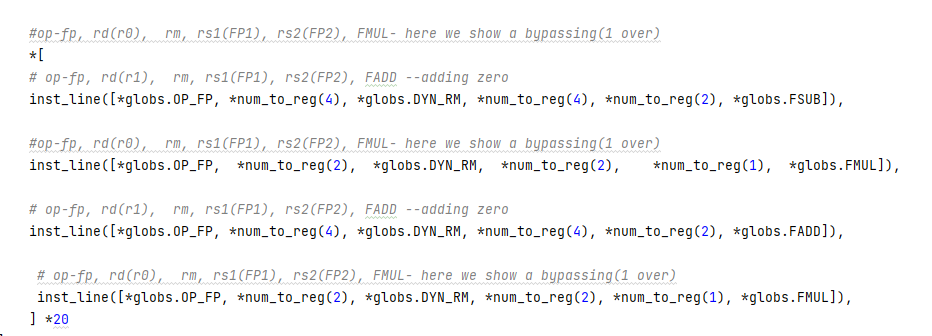 #op-fp, rd(r0),  rm, rs1(FP1), rs2(FP2), FMUL- here we show a bypassing(1 over)
*[
# op-fp, rd(r1),  rm, rs1(FP1), rs2(FP2), FADD --adding zero
inst_line([*globs.OP_FP, *num_to_reg(4), *globs.DYN_RM, *num_to_reg(4), *num_to_reg(2), *globs.FSUB]),
#op-fp, rd(r0),  rm, rs1(FP1), rs2(FP2), FMUL- here we show a bypassing(1 over)
inst_line([*globs.OP_FP,  *num_to_reg(2),  *globs.DYN_RM,  *num_to_reg(2),    *num_to_reg(1),  *globs.FMUL]),
# op-fp, rd(r1),  rm, rs1(FP1), rs2(FP2), FADD --adding zero
inst_line([*globs.OP_FP, *num_to_reg(4), *globs.DYN_RM, *num_to_reg(4), *num_to_reg(2), *globs.FADD]),
# op-fp, rd(r0),  rm, rs1(FP1), rs2(FP2), FMUL- here we show a bypassing(1 over)
inst_line([*globs.OP_FP, *num_to_reg(2), *globs.DYN_RM, *num_to_reg(2), *num_to_reg(1), *globs.FMUL]),
] *20